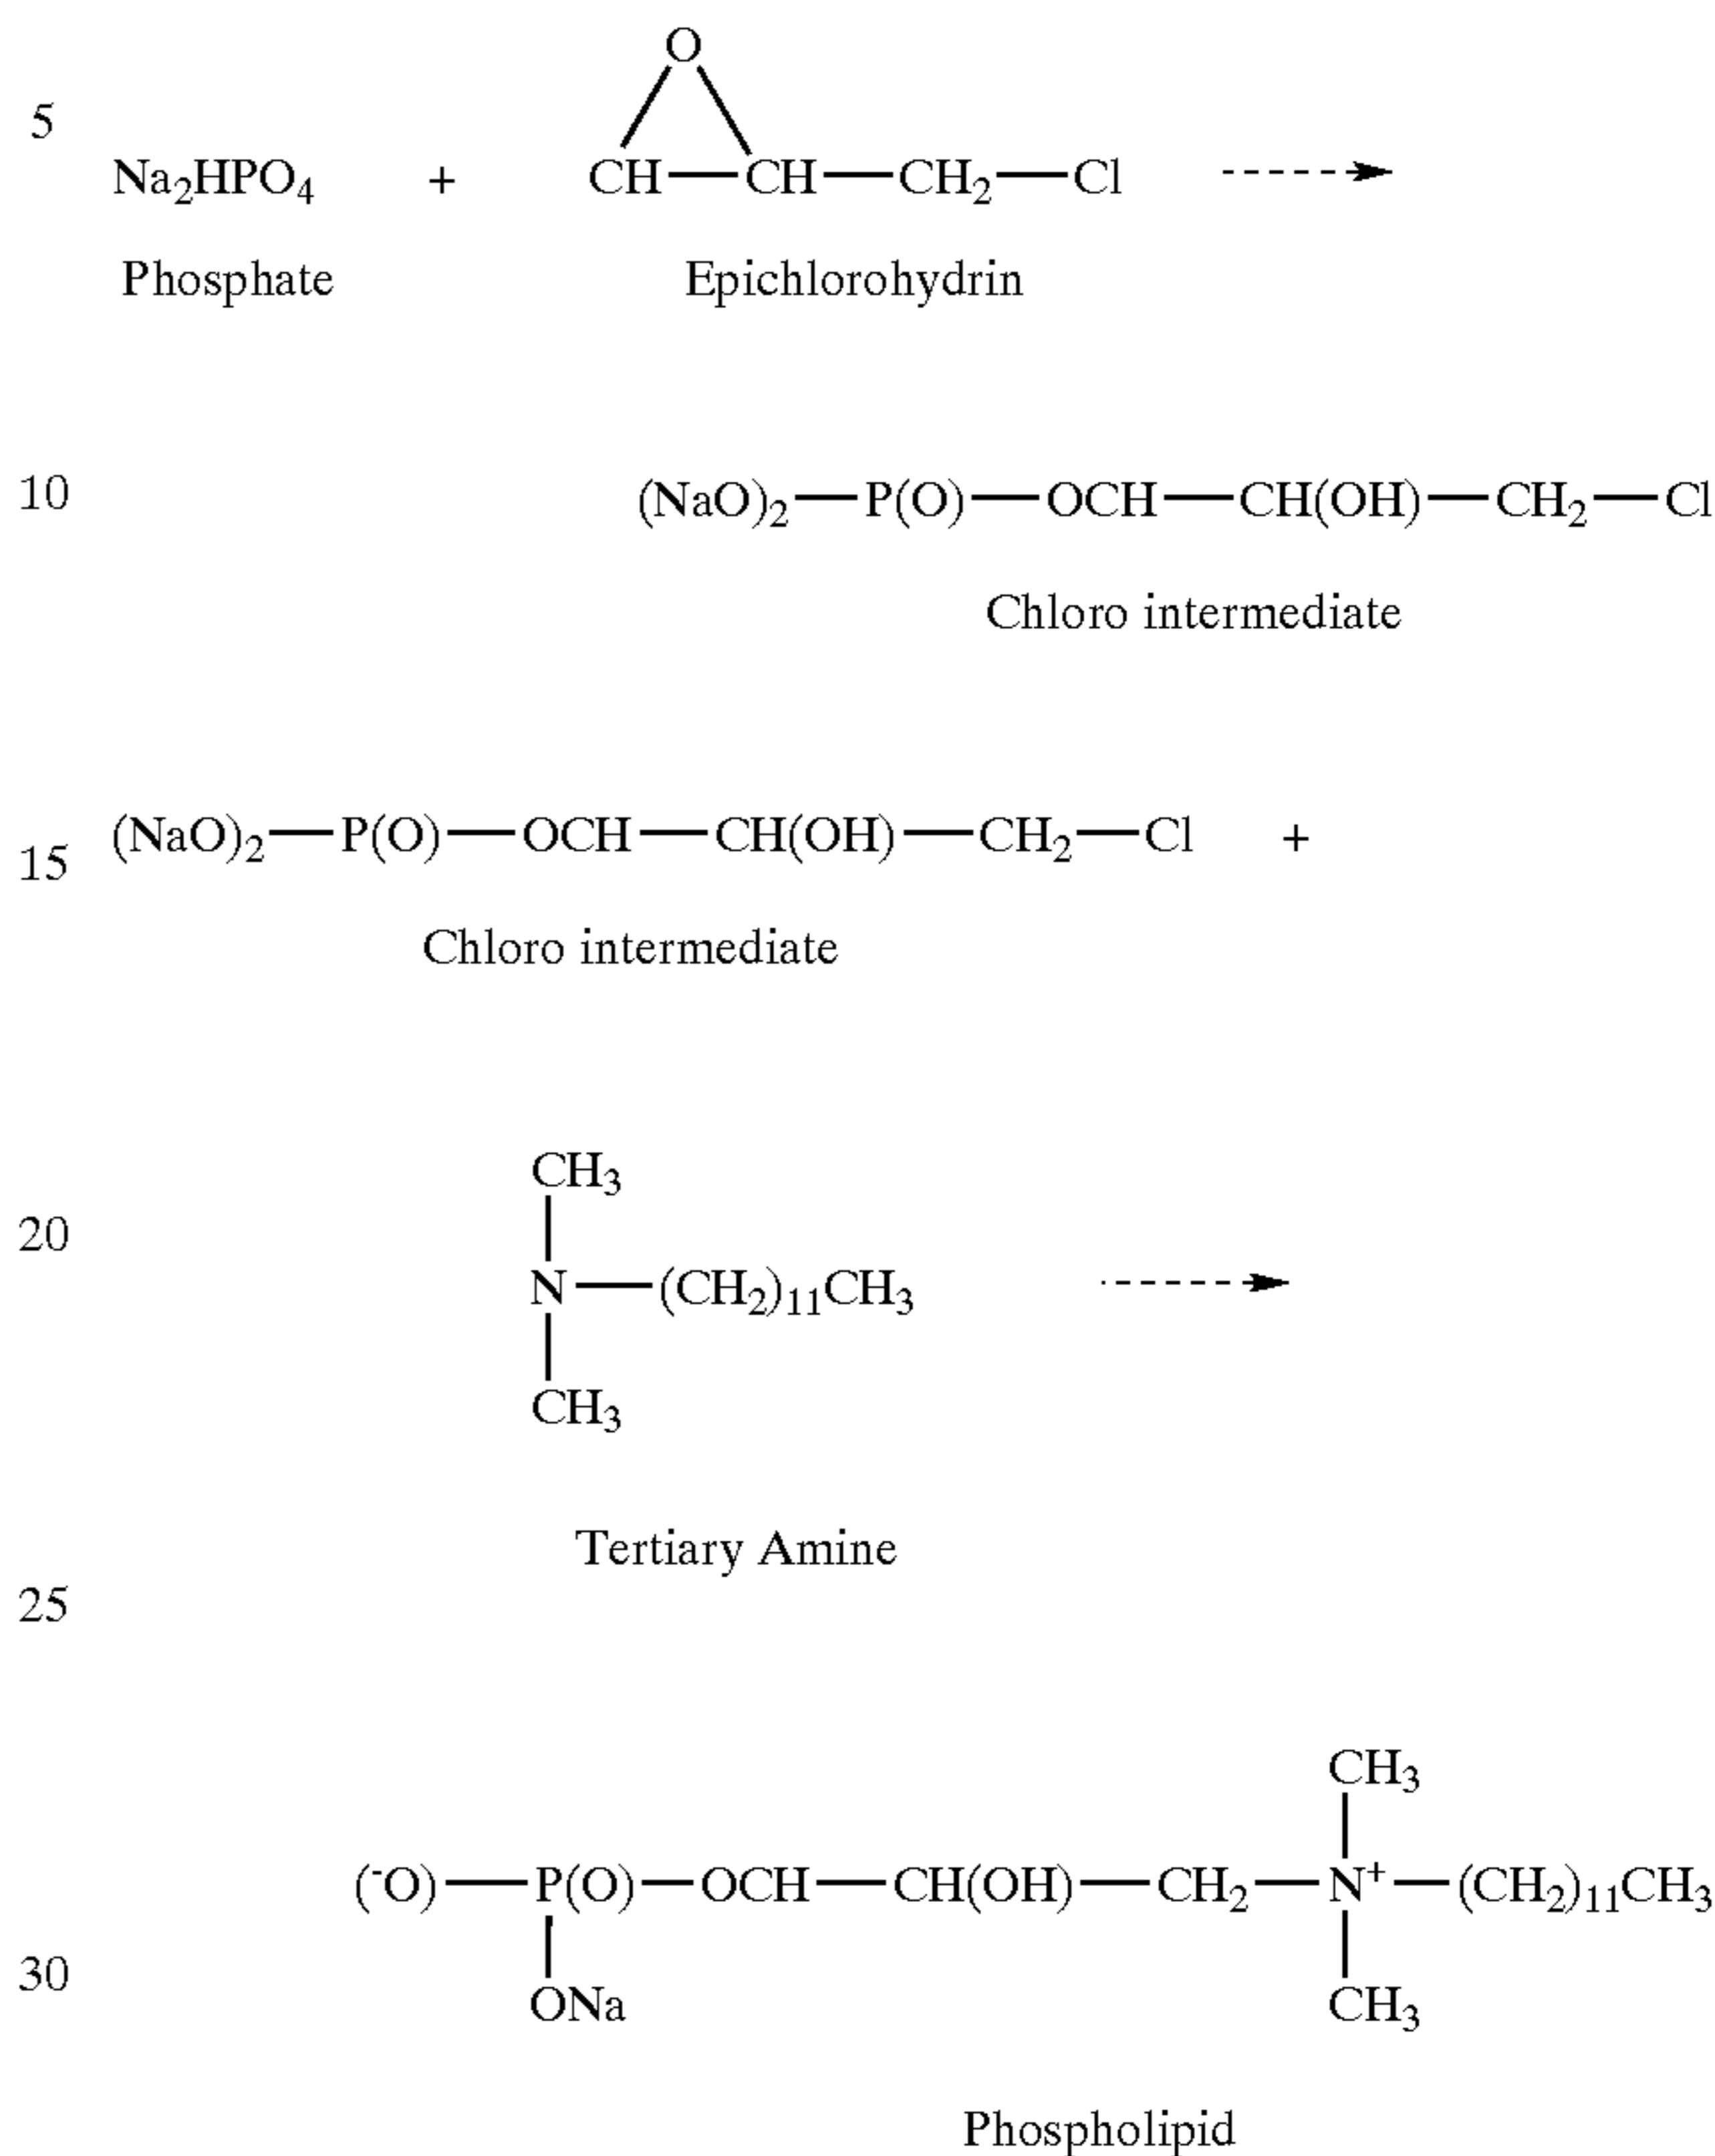 O
5
Na₂HPO₄ + CH—CH—CH₂—Cl
Phosphate Epichlorohydrin
10 (NaO)₂—P(O)—OCH—CH(OH)—CH₂—Cl
Chloro intermediate
15 (NaO)₂—P(O)—OCH—CH(OH)—CH₂—Cl +
Chloro intermediate
CH₃
20
N—(CH₂)₁₁CH₃
CH₃
Tertiary Amine
25
CH₃
(⁻O)—P(O)—OCH—CH(OH)—CH₂—N⁺—(CH₂)₁₁CH₃
30
ONa CH₃
Phospholipid